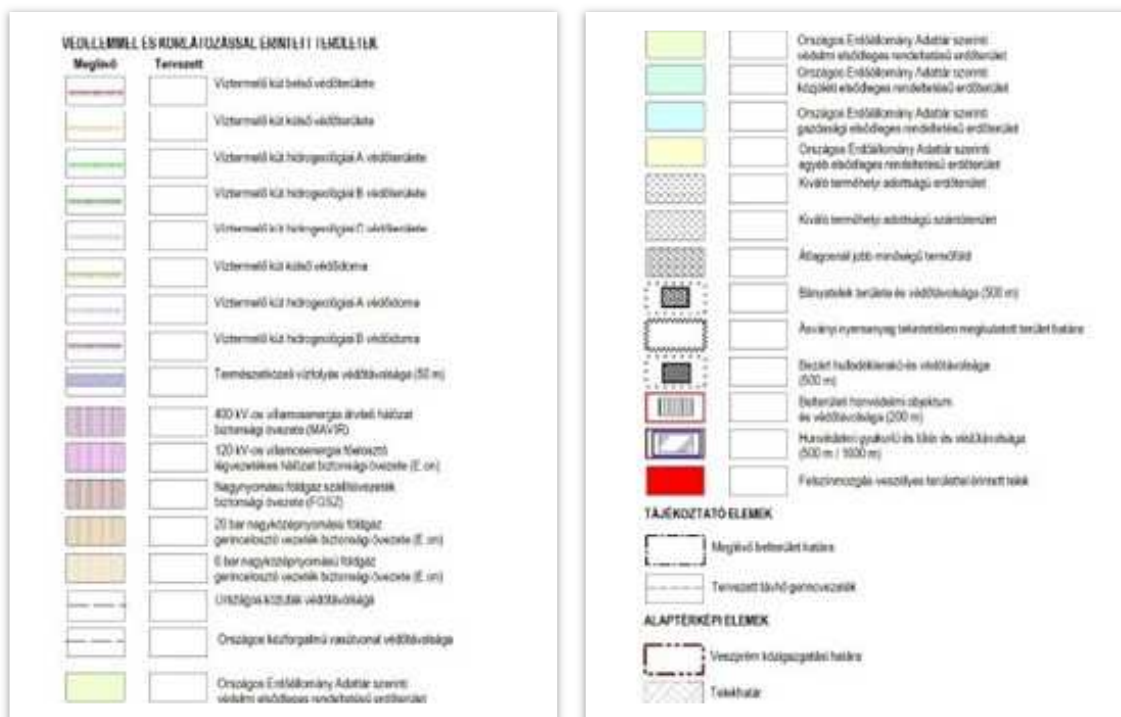 VÉDELEMMEL ÉS KORLÁTOZÁSSAL ÉRINTETT TERÜLETEK
Meglévő Tervezett
Víztermelő kút belső védőterülete
Víztermelő kút külső védőterülete
Víztermelő kút hidrogeológiai A védőterülete
Víztermelő kút hidrogeológiai B védőterülete
Víztermelő kút hidrogeológiai C védőterülete
Víztermelő kút külső védődoma
Víztermelő kút hidrogeológiai A védődoma
Víztermelő kút hidrogeológiai B védődoma
Természetközeli vízfolyás védőtávolsága (50 m)
400 kV-os villamosenergia átviteli hálózat
biztonsági övezete (MAVIR)
120 kV-os villamosenergia főelosztó
légvezetékes hálózat biztonsági övezete (E.on)
Nagynyomású földgáz szállítóvezeték
biztonsági övezete (FGSZ)
20 bar nagyközépnyomású földgáz
gerincelosztó vezeték biztonsági övezete (E.on)
6 bar nagyközépnyomású földgáz
gerincelosztó vezeték biztonsági övezete (E.on)
Országos közutak védőtávolsága
Országos közforgalmú vasútvonal védőtávolsága
Országos Erdőállomány Adattár szerinti
védelmi elsődleges rendeltetésű erdőterület
Országos Erdőállomány Adattár szerinti
védelmi elsődleges rendeltetésű erdőterület
Országos Erdőállomány Adattár szerinti
közjóléti elsődleges rendeltetésű erdőterület
Országos Erdőállomány Adattár szerinti
gazdasági elsődleges rendeltetésű erdőterület
Országos Erdőállomány Adattár szerinti
egyéb elsődleges rendeltetésű erdőterület
Kiváló termőhelyi adottságú erdőterület
Kiváló termőhelyi adottságú szántóterület
Átlagosnál jobb minőségű termőföld
Bányatelek területe és védőtávolsága (500 m)
Ásványi nyersanyag tekintetében megkutatott terület határa
Bezárt hulladéklerakó és védőtávolsága
(500 m)
Belterületi honvédelmi objektum
és védőtávolsága (200 m)
Honvédelmi gyakorló és lőtér és védőtávolsága
(500 m / 1000 m)
Felszínmozgás-veszélyes területtel érintett telek
TÁJÉKOZTATÓ ELEMEK
Meglévő belterület határa
Tervezett távhő gerincvezeték
ALAPTÉRKÉPI ELEMEK
Veszprém közigazgatási határa
Telekhatár